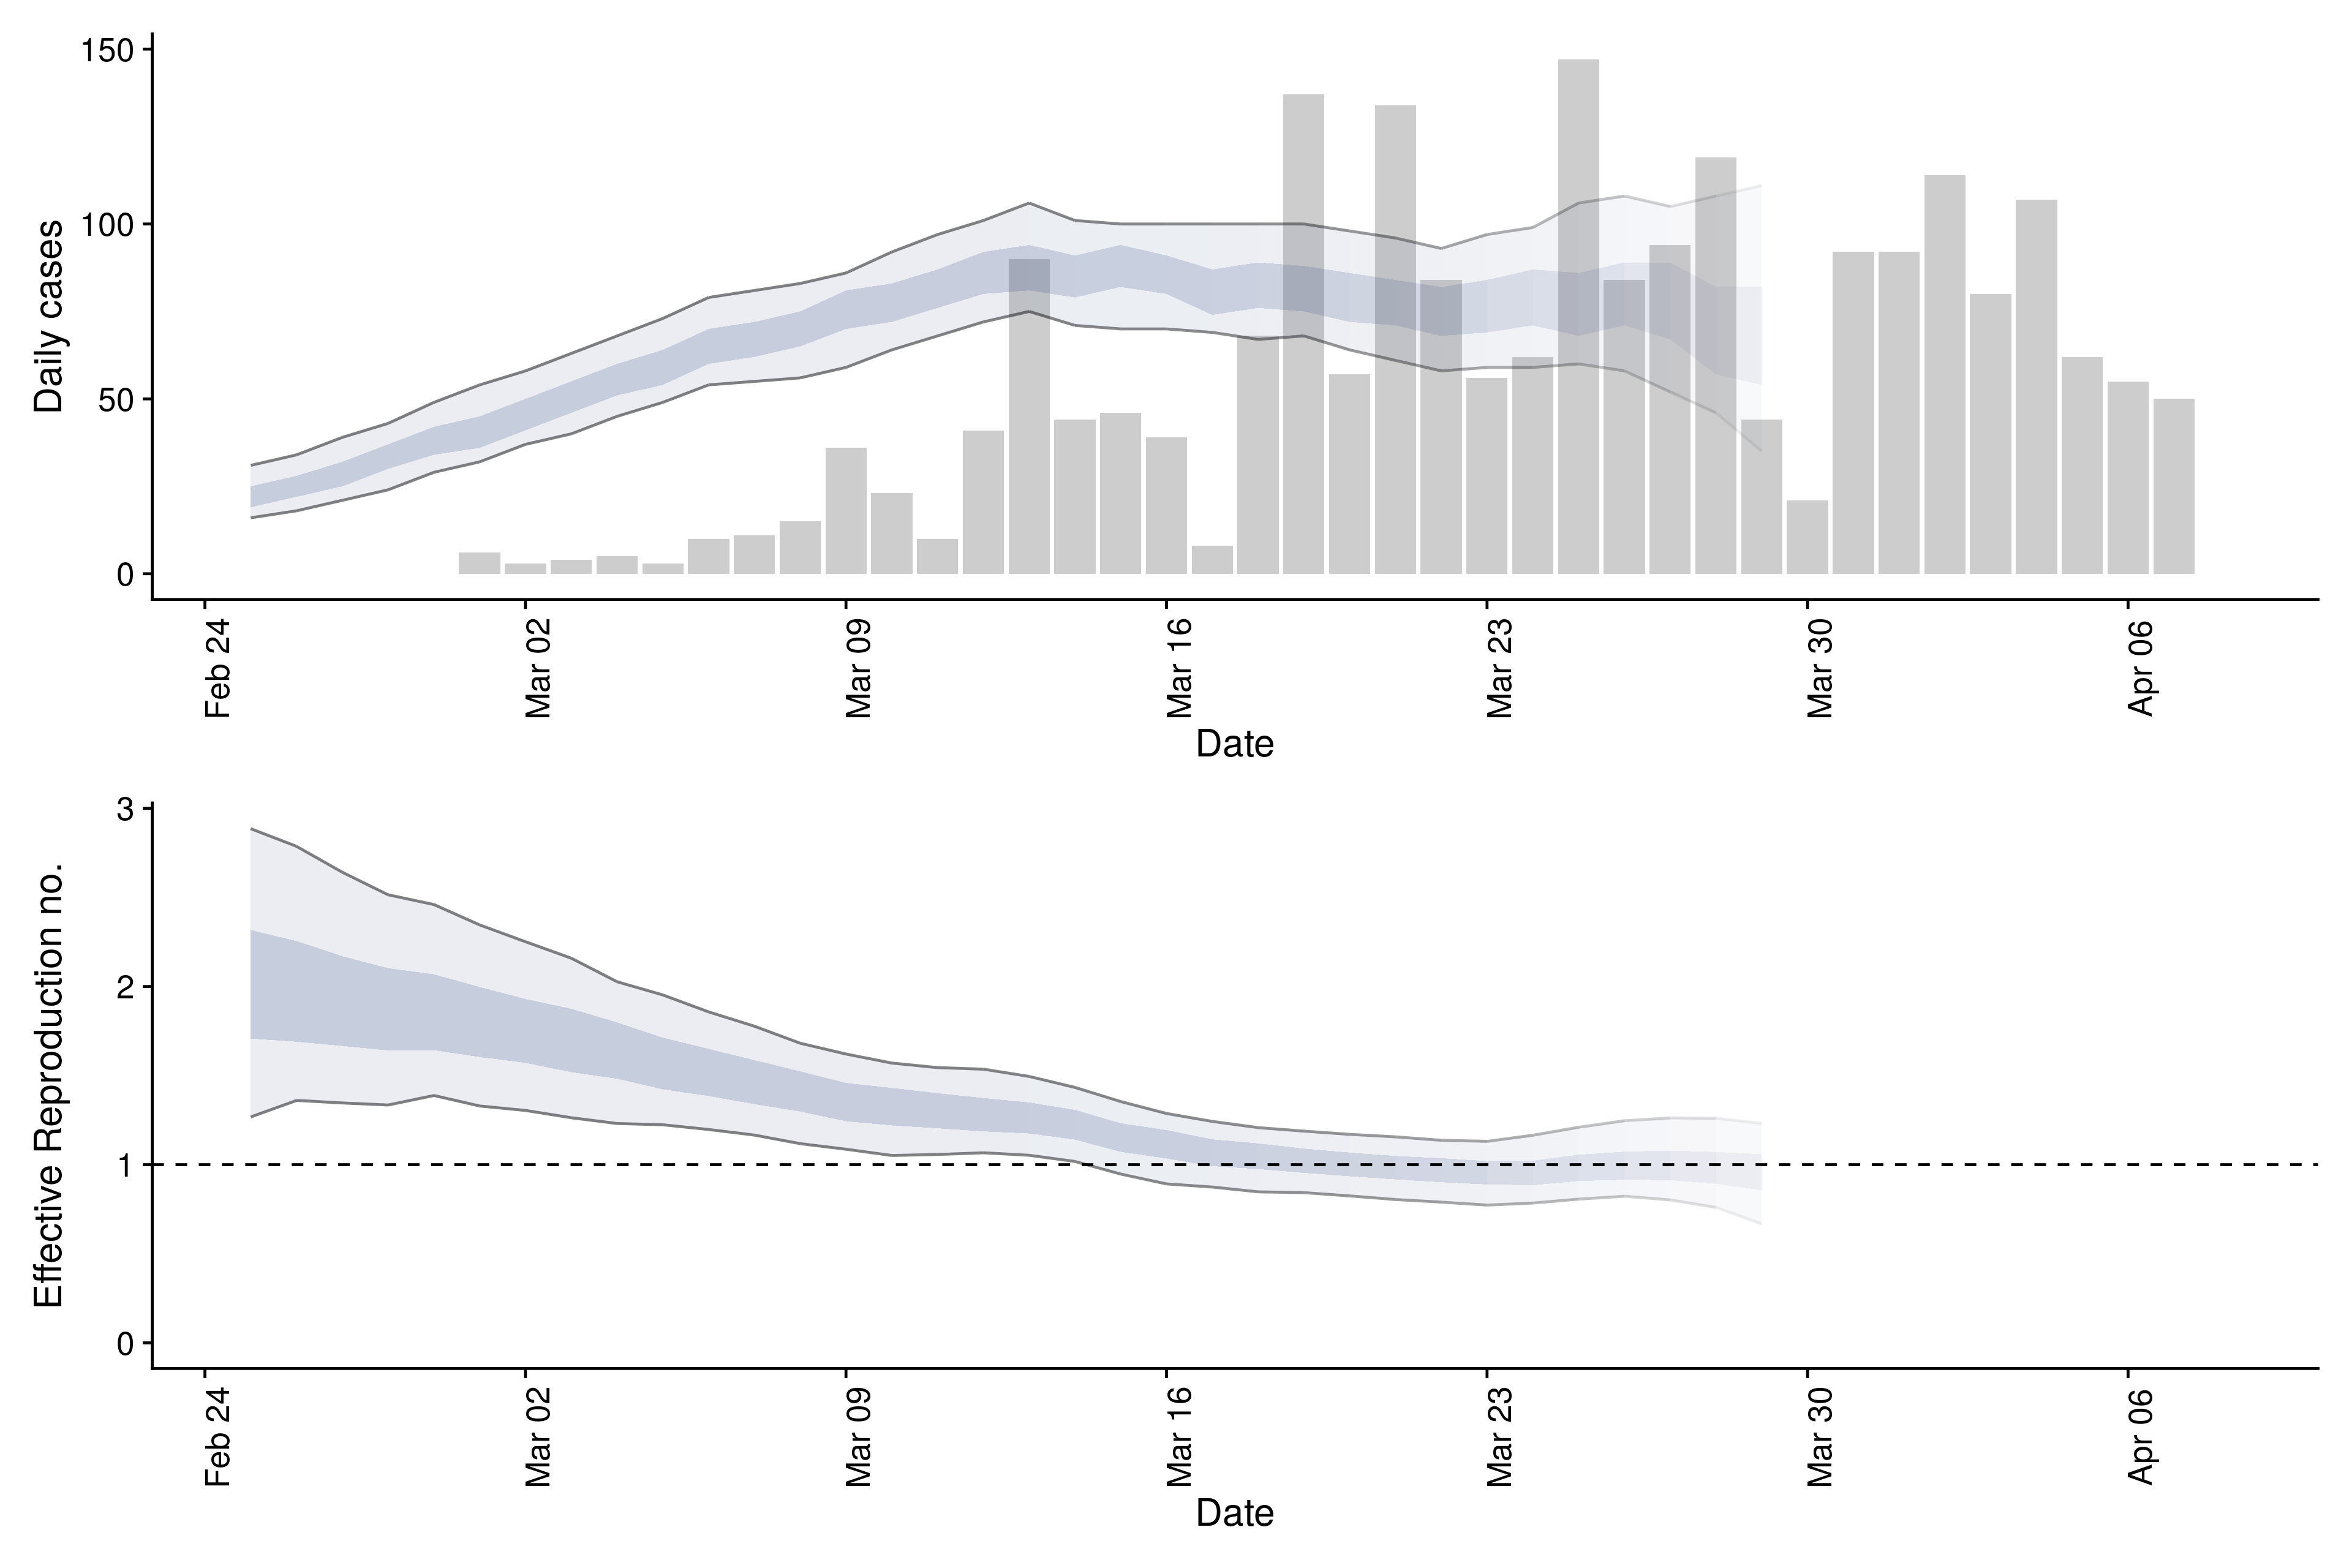 Daily cases
150
100
50
0
Feb 24
Mar 02
Mar 09
Mar 16
Mar 23
Mar 30
Apr 06
Date
Effective Reproduction no.
3
2
1
0
Feb 24
Mar 02
Mar 09
Mar 16
Mar 23
Mar 30
Apr 06
Date